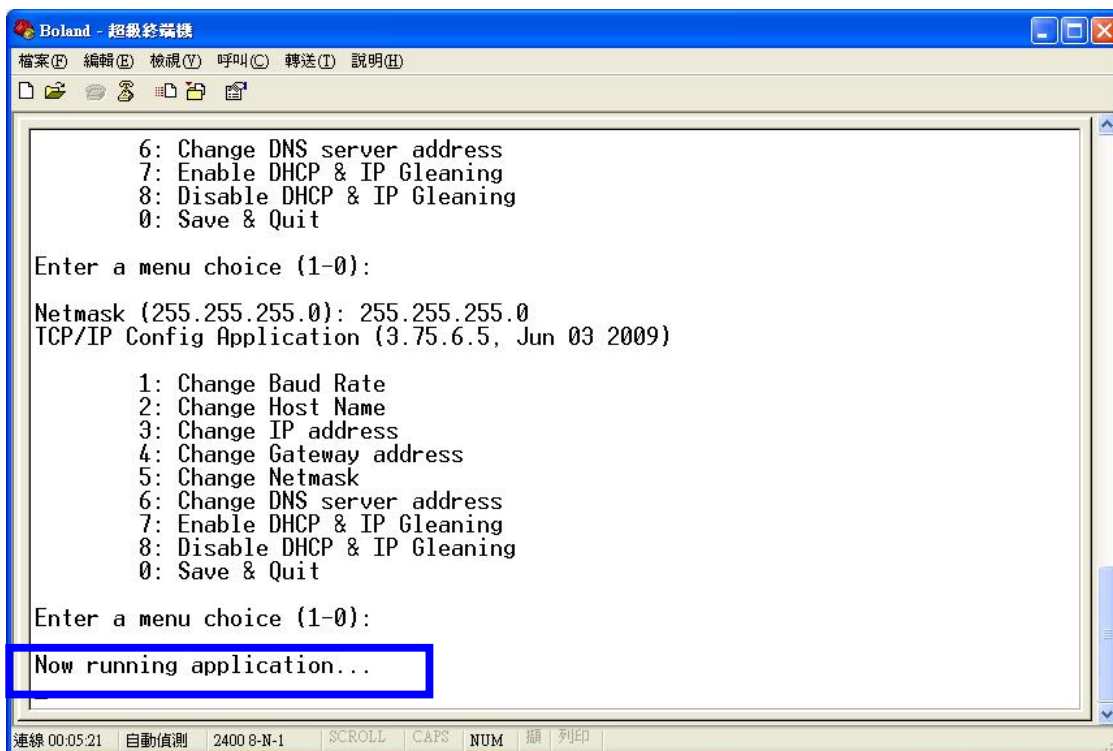 Boland - 超級終端機
檔案(F) 編輯(E) 檢視(V) 呼叫(C) 轉送(T) 說明(H)
6: Change DNS server address
7: Enable DHCP & IP Gleaning
8: Disable DHCP & IP Gleaning
0: Save & Quit
Enter a menu choice (1-0):
Netmask (255.255.255.0): 255.255.255.0
TCP/IP Config Application (3.75.6.5, Jun 03 2009)
1: Change Baud Rate
2: Change Host Name
3: Change IP address
4: Change Gateway address
5: Change Netmask
6: Change DNS server address
7: Enable DHCP & IP Gleaning
8: Disable DHCP & IP Gleaning
0: Save & Quit
Enter a menu choice (1-0):
Now running application...
連線 00:05:21 自動偵測 2400 8-N-1 SCROLL CAPS NUM 擷 列印